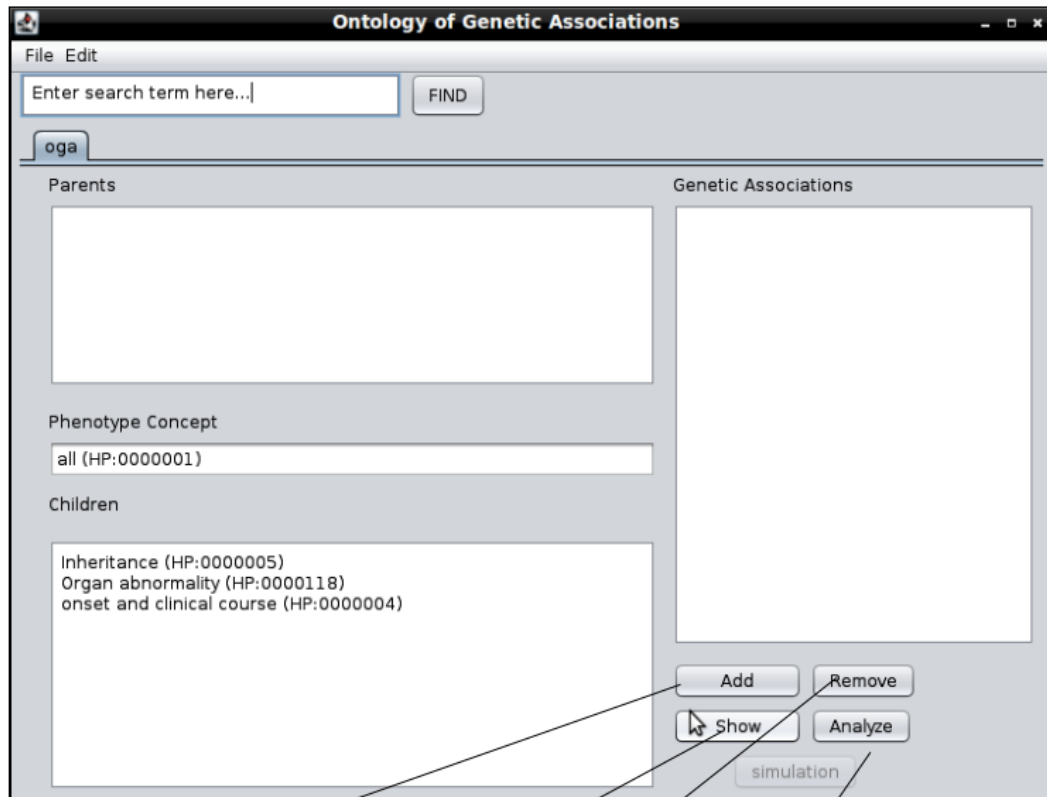 Ontology of Genetic Associations
File Edit
Enter search term here...
FIND
oga
Parents
Genetic Associations
Phenotype Concept
all (HP:0000001)
Children
Inheritance (HP:0000005)
Organ abnormality (HP:0000118)
onset and clinical course (HP:0000004)
Add Remove
Show Analyze
simulation